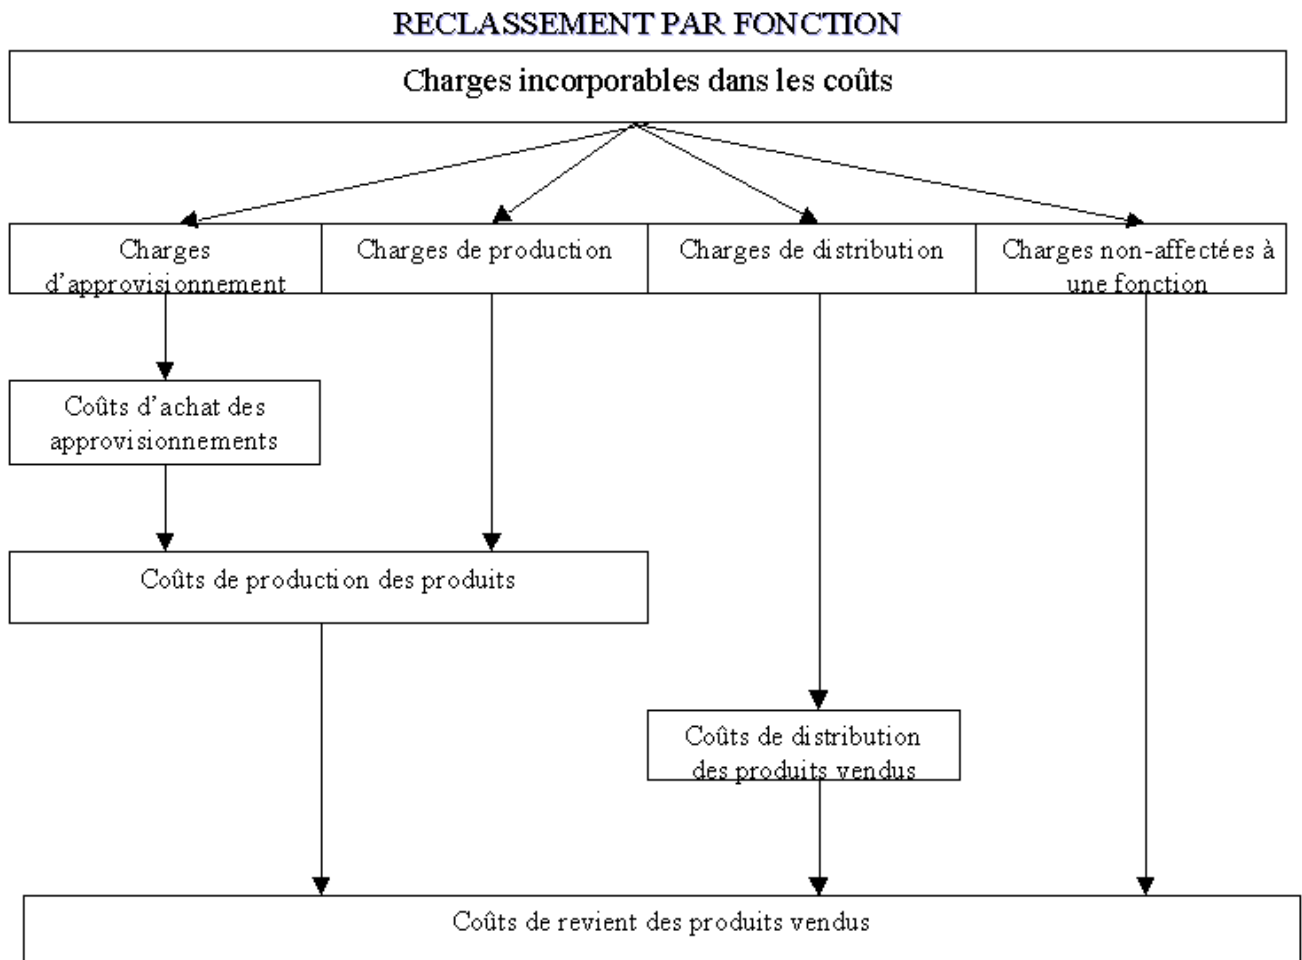 RECLASSEMENT PAR FONCTION
Charges incorporables dans les coûts
Charges
d’approvisionnement
Charges de production
Charges de distribution
Charges non-affectées à
une fonction
Coûts d’achat des
approvisionnements
Coûts de production des produits
Coûts de distribution
des produits vendus
Coûts de revient des produits vendus